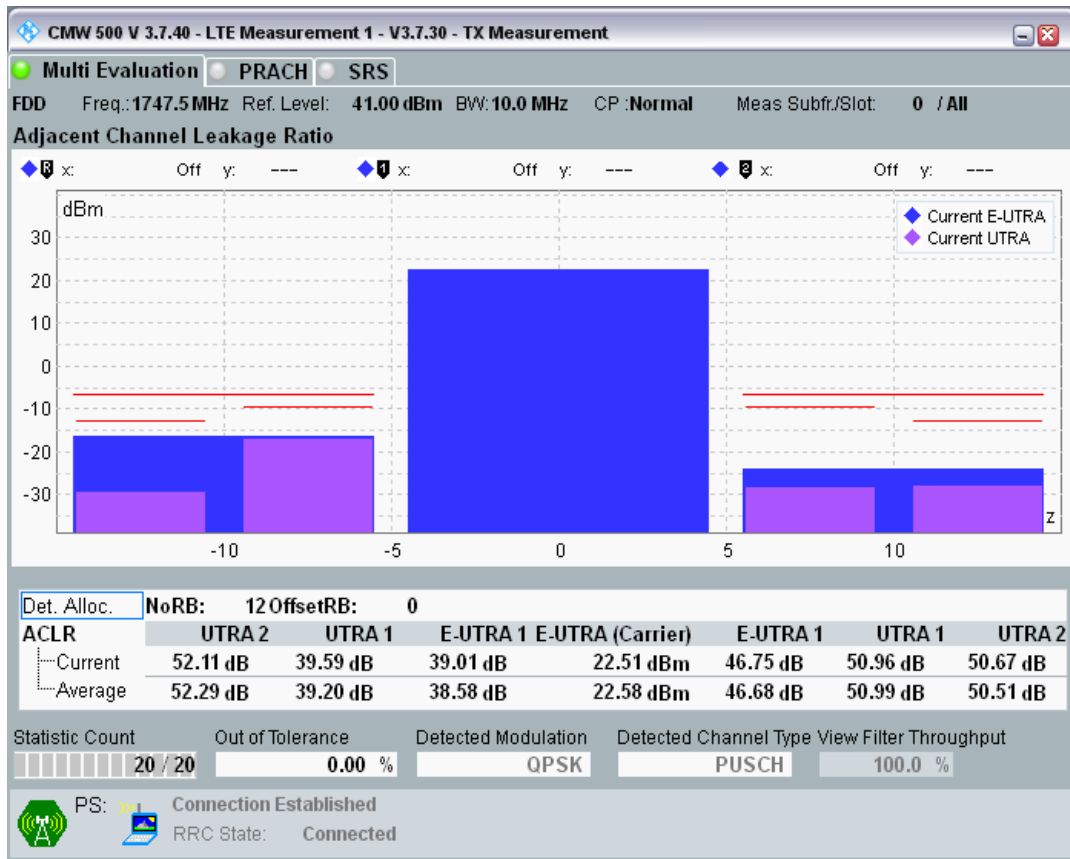 CMW 500 V 3.7.40 - LTE Measurement 1 - V3.7.30 - TX Measurement
Multi Evaluation PRACH SRS
FDD Freq.: 1747.5 MHz Ref. Level: 41.00 dBm BW: 10.0 MHz CP : Normal Meas Subfr./Slot: 0 / All
Adjacent Channel Leakage Ratio
R x: Off y: --- 1 x: Off y: --- 2 x: Off y: ---
dBm
Current E-UTRA
Current UTRA
30
20
10
0
-10
-20
-30
z
-10 -5 0 5 10
Det. Alloc. NoRB: 12 OffsetRB: 0
ACLR UTRA 2 UTRA 1 E-UTRA 1 E-UTRA (Carrier) E-UTRA 1 UTRA 1 UTRA 2
Current 52.11 dB 39.59 dB 39.01 dB 22.51 dBm 46.75 dB 50.96 dB 50.67 dB
Average 52.29 dB 39.20 dB 38.58 dB 22.58 dBm 46.68 dB 50.99 dB 50.51 dB
Statistic Count Out of Tolerance Detected Modulation Detected Channel Type View Filter Throughput
20 / 20 0.00 % QPSK PUSCH 100.0 %
PS: Connection Established
RRC State: Connected